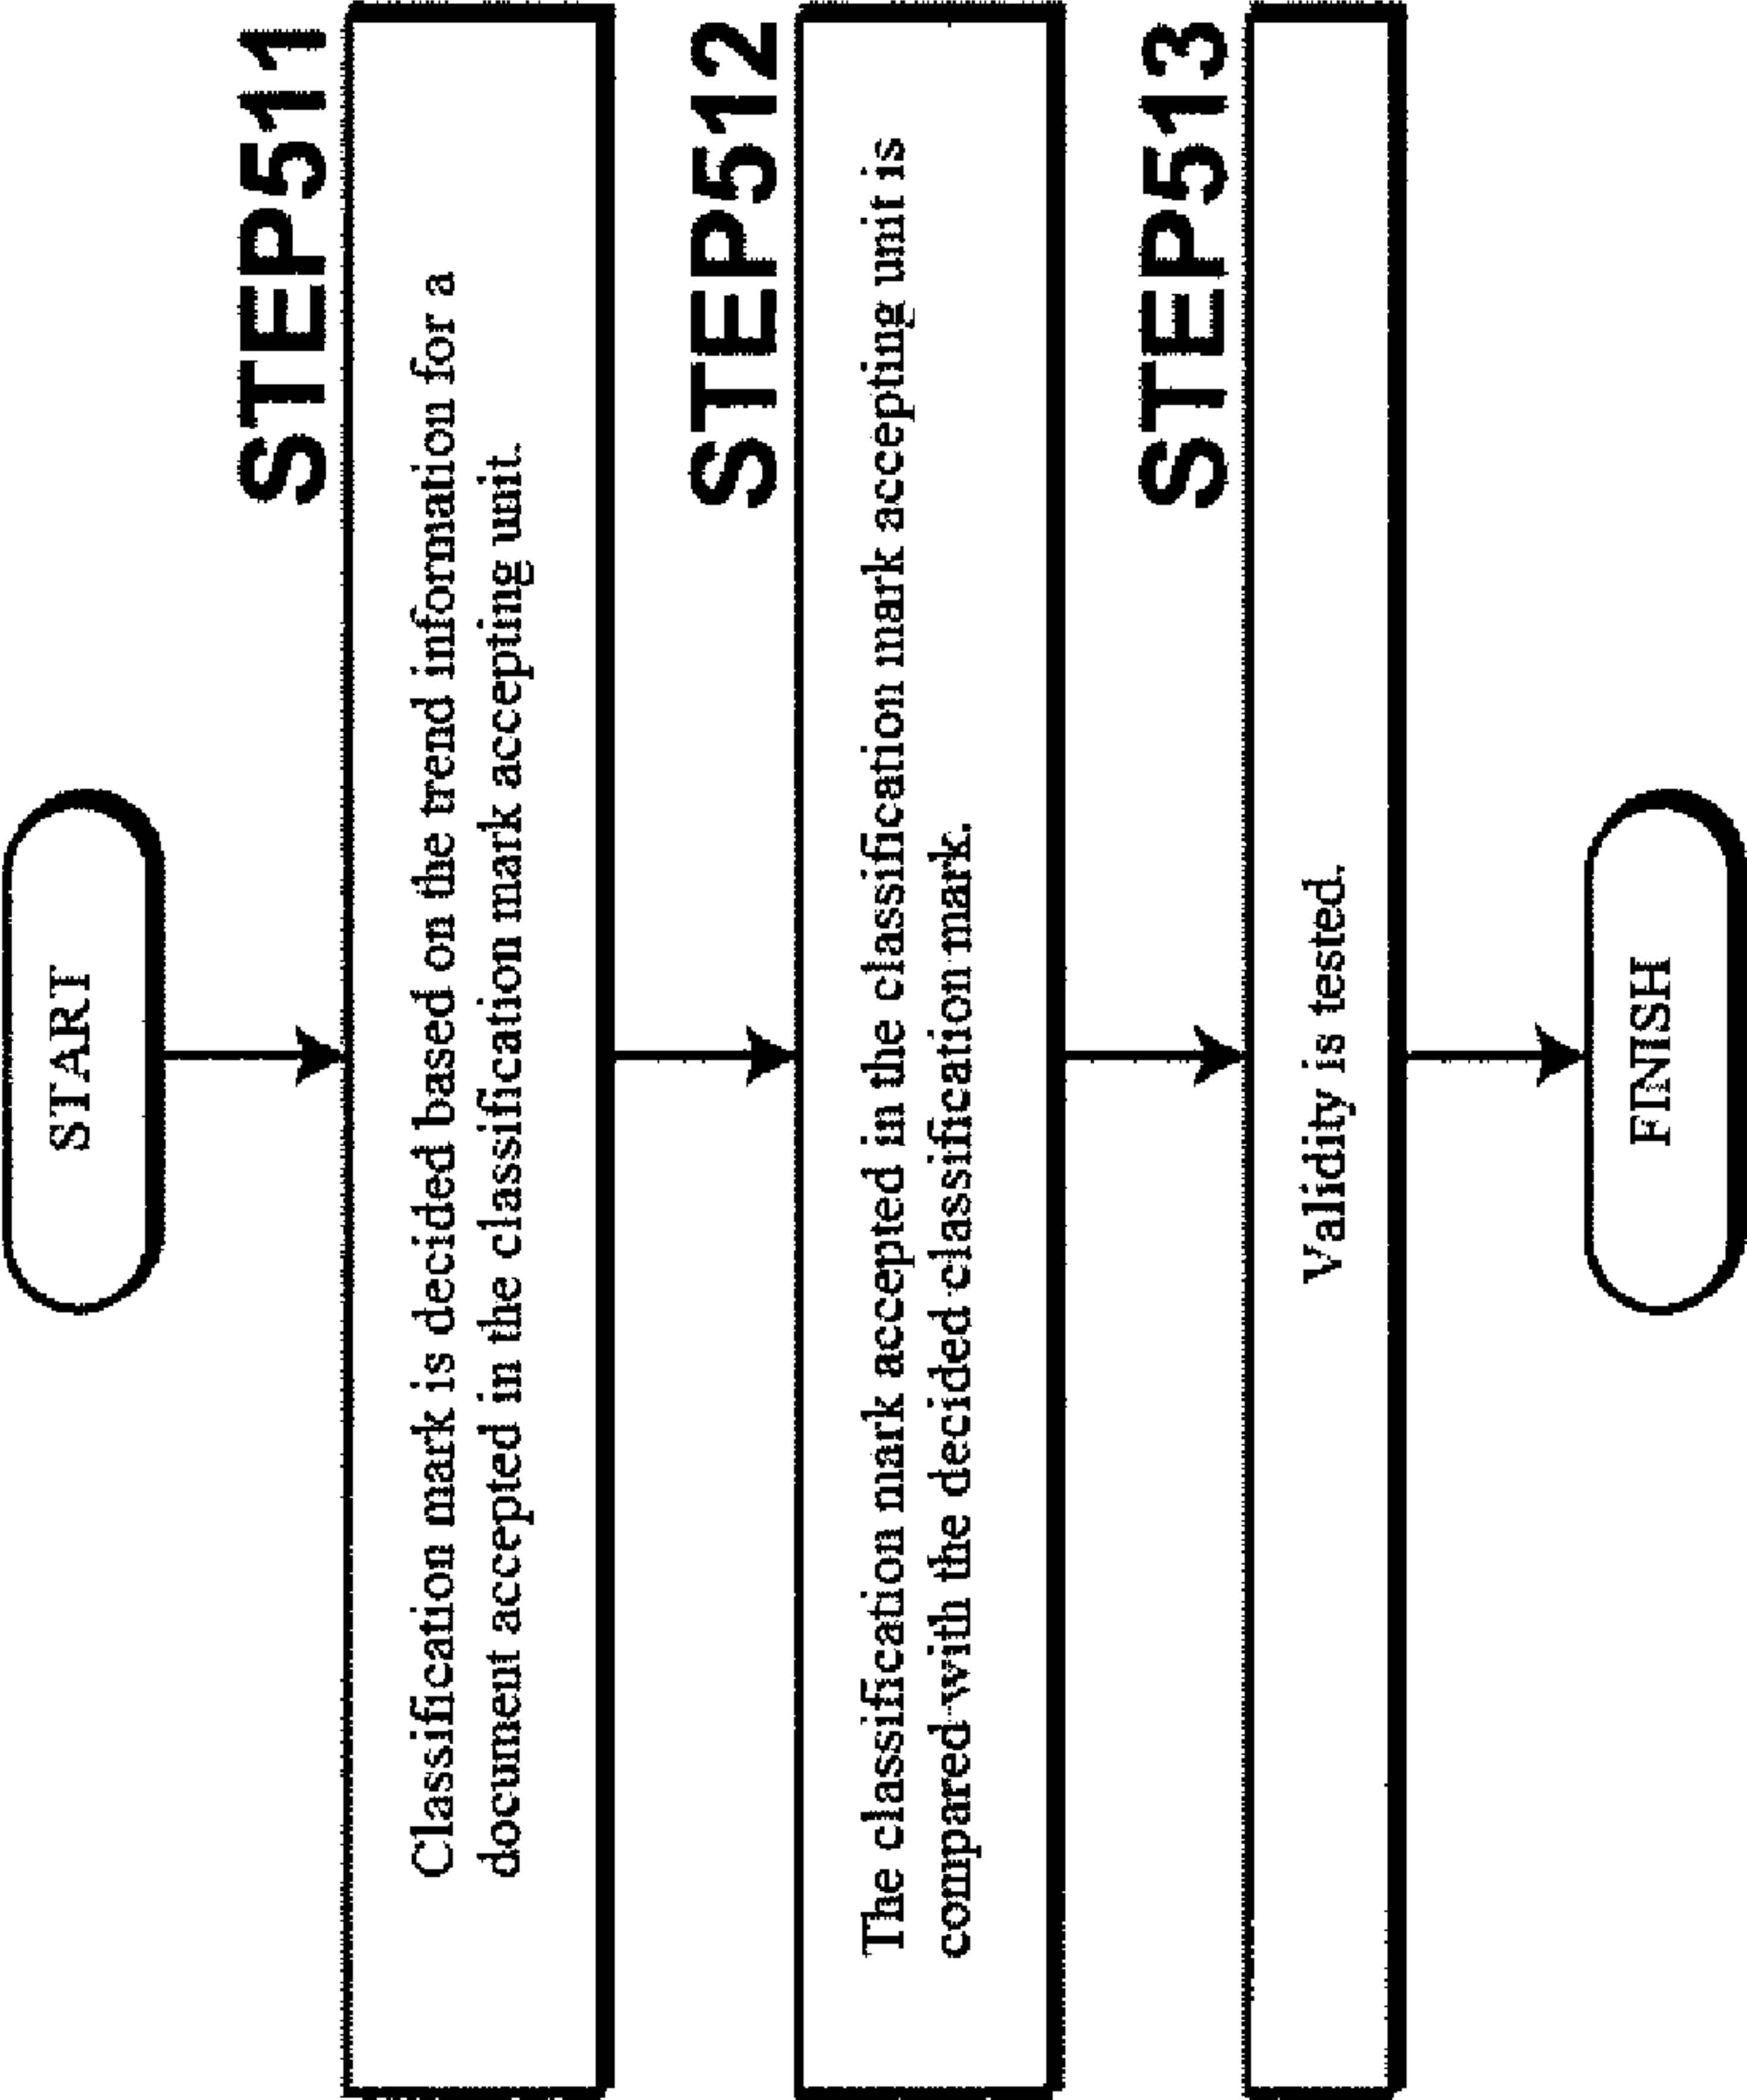 START
STEP511
Classification mark is decided based on the trend information for a
document accepted in the classification mark accepting unit.
STEP512
The classification mark accepted in the classification mark accepting unit is
compared with the decided classification mark.
STEP513
Validity is tested.
FINISH